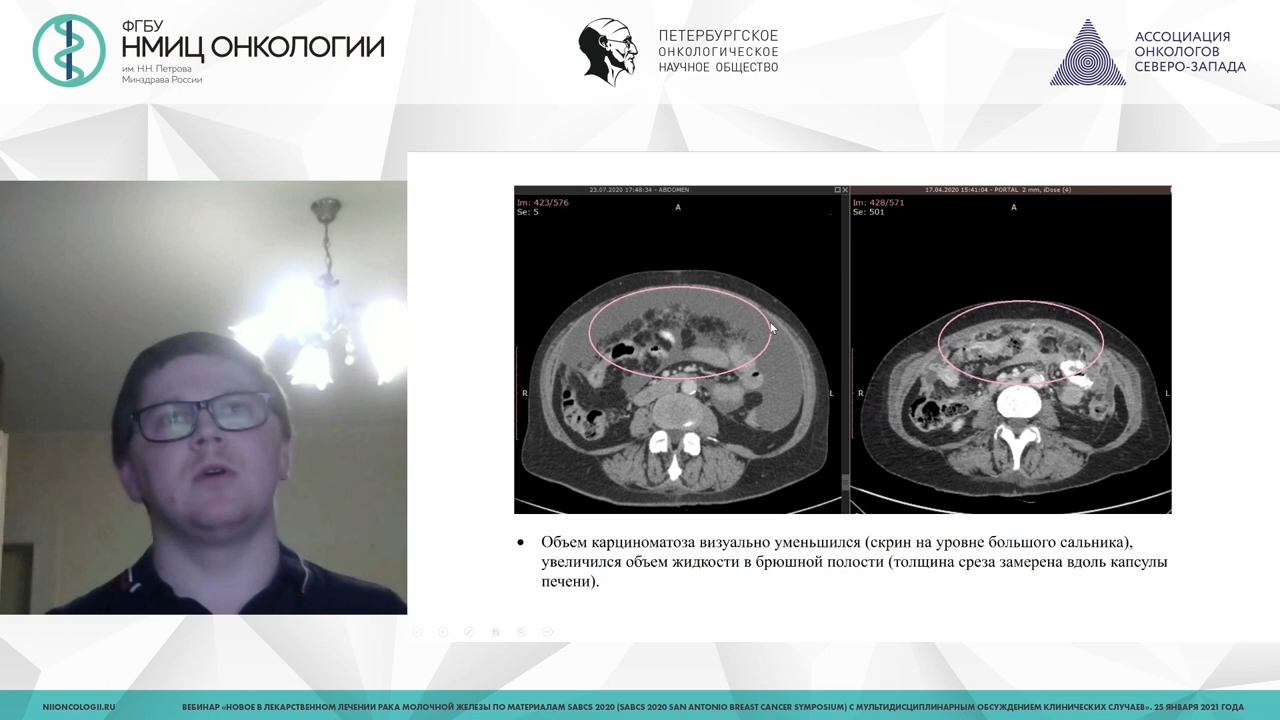 ФГБУ
НМИЦ ОНКОЛОГИИ
им. Н.Н. Петрова
Минздрава России
ПЕТЕРБУРГСКОЕ
ОНКОЛОГИЧЕСКОЕ
НАУЧНОЕ ОБЩЕСТВО
АССОЦИАЦИЯ
ОНКОЛОГОВ
СЕВЕРО-ЗАПАДА
23.07.2020 17:48:34 - ABDOMEN
Im: 423/576
Se: 5
A
R
L
17.04.2020 15:41:04 - PORTAL 2 mm, iDose (4)
Im: 428/571
Se: 501
A
R
L
• Объем карциноматоза визуально уменьшился (скрин на уровне большого сальника),
увеличился объем жидкости в брюшной полости (толщина среза замерена вдоль капсулы
печени).
NIIONCOLOGII.RU
ВЕБИНАР «НОВОЕ В ЛЕКАРСТВЕННОМ ЛЕЧЕНИИ РАКА МОЛОЧНОЙ ЖЕЛЕЗЫ ПО МАТЕРИАЛАМ SABCS 2020 (SABCS 2020 SAN ANTONIO BREAST CANCER SYMPOSIUM) С МУЛЬТИДИСЦИПЛИНАРНЫМ ОБСУЖДЕНИЕМ КЛИНИЧЕСКИХ СЛУЧАЕВ». 25 ЯНВАРЯ 2021 ГОДА